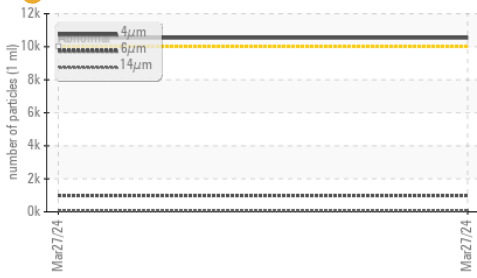 12k
10k
8k
6k
4k
2k
0k
number of particles (1 ml)
Abnormal
4μm
6μm
14μm
Mar27/24
Mar27/24